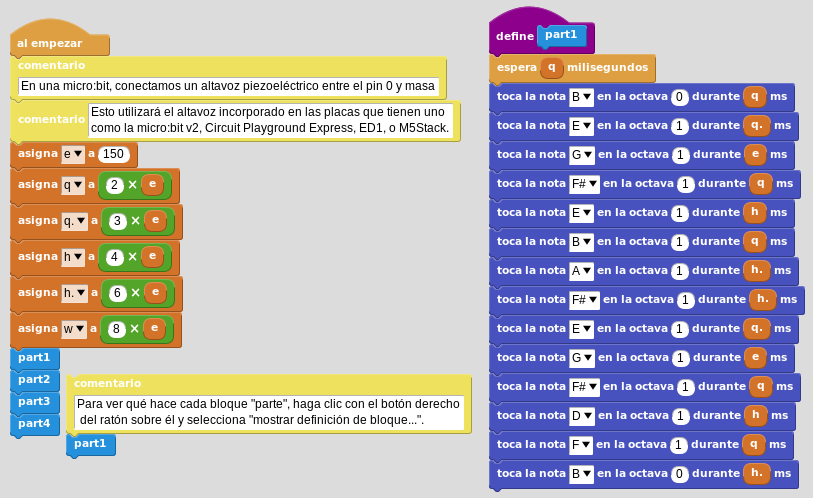 al empezar
comentario
En una micro:bit, conectamos un altavoz piezoeléctrico entre el pin 0 y masa
comentario
Esto utilizará el altavoz incorporado en las placas que tienen uno
como la micro:bit v2, Circuit Playground Express, ED1, o M5Stack.
asigna e ▼ a 150
asigna q ▼ a 2 × e
asigna q. ▼ a 3 × e
asigna h ▼ a 4 × e
asigna h. ▼ a 6 × e
asigna w ▼ a 8 × e
part1
part2
part3
part4
comentario
Para ver qué hace cada bloque "parte", haga clic con el botón derecho
del ratón sobre él y selecciona "mostrar definición de bloque...".
part1
define part1
espera q milisegundos
toca la nota B ▼ en la octava 0 durante q ms
toca la nota E ▼ en la octava 1 durante q. ms
toca la nota G ▼ en la octava 1 durante e ms
toca la nota F# ▼ en la octava 1 durante q ms
toca la nota E ▼ en la octava 1 durante h ms
toca la nota B ▼ en la octava 1 durante q ms
toca la nota A ▼ en la octava 1 durante h. ms
toca la nota F# ▼ en la octava 1 durante h. ms
toca la nota E ▼ en la octava 1 durante q. ms
toca la nota G ▼ en la octava 1 durante e ms
toca la nota F# ▼ en la octava 1 durante q ms
toca la nota D ▼ en la octava 1 durante h ms
toca la nota F ▼ en la octava 1 durante q ms
toca la nota B ▼ en la octava 0 durante h. ms